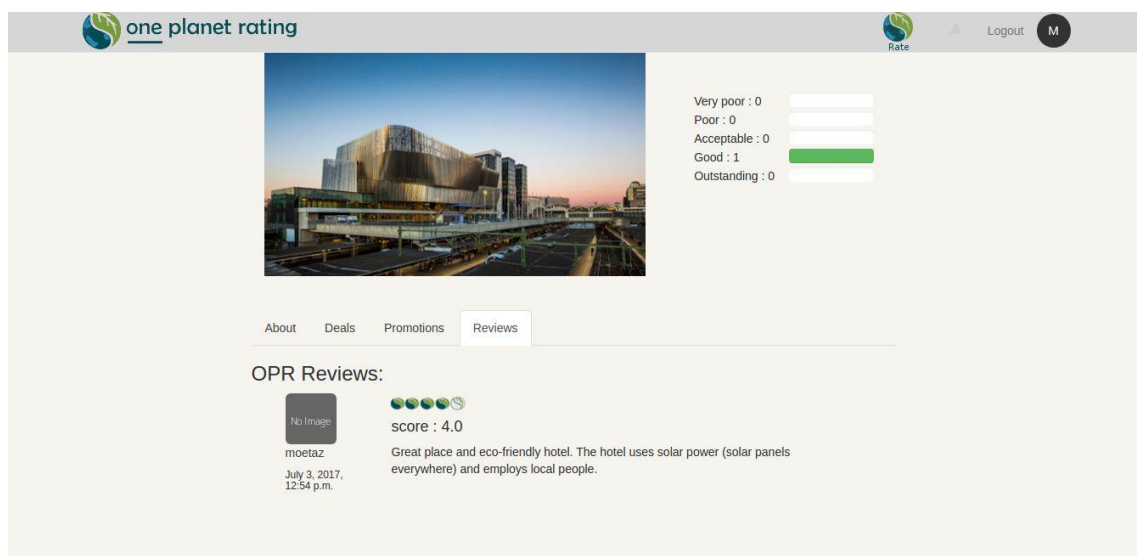 one planet rating
Rate
Logout
M
Very poor : 0
Poor : 0
Acceptable : 0
Good : 1
Outstanding : 0
About
Deals
Promotions
Reviews
OPR Reviews:
No Image
moetaz
July 3, 2017,
12:54 p.m.
score : 4.0
Great place and eco-friendly hotel. The hotel uses solar power (solar panels
everywhere) and employs local people.